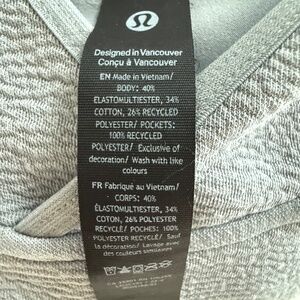 Designed in Vancouver
Conçu à Vancouver
EN Made in Vietnam/
BODY: 40%
ELASTOMULTIESTER, 34%
COTTON, 26% RECYCLED
POLYESTER/ POCKETS:
100% RECYCLED
POLYESTER/ Exclusive of
decoration/ Wash with like
colours
FR Fabriqué au Vietnam/
CORPS: 40%
ÉLASTOMULTIESTER, 34%
COTON, 26% POLYESTER
RECYCLÉ/ POCHES: 100%
POLYESTER RECYCLÉ/ Sauf
la décoration/ Lavage avec
des couleurs similaires